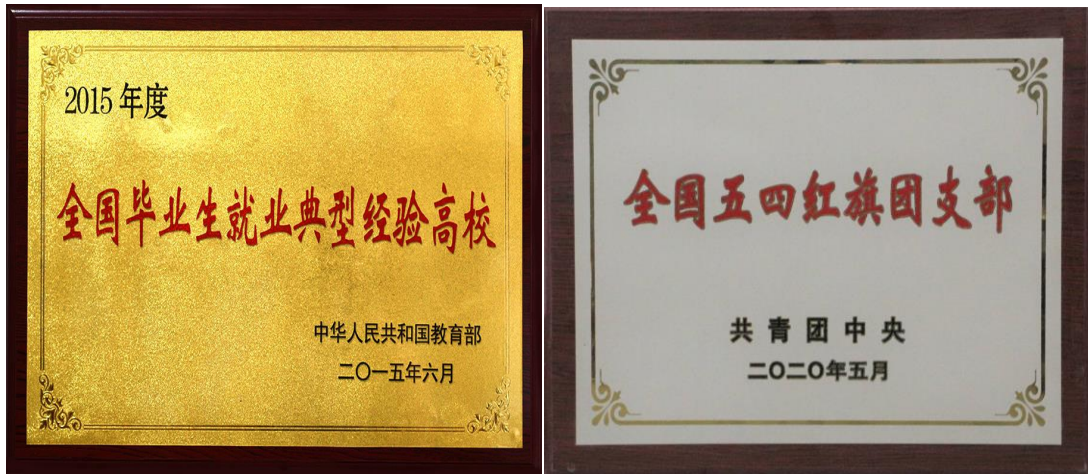 2015年度
全国毕业生就业典型经验高校
中华人民共和国教育部
二〇一五年六月
全国五四红旗团支部
共青团中央
二〇二〇年五月